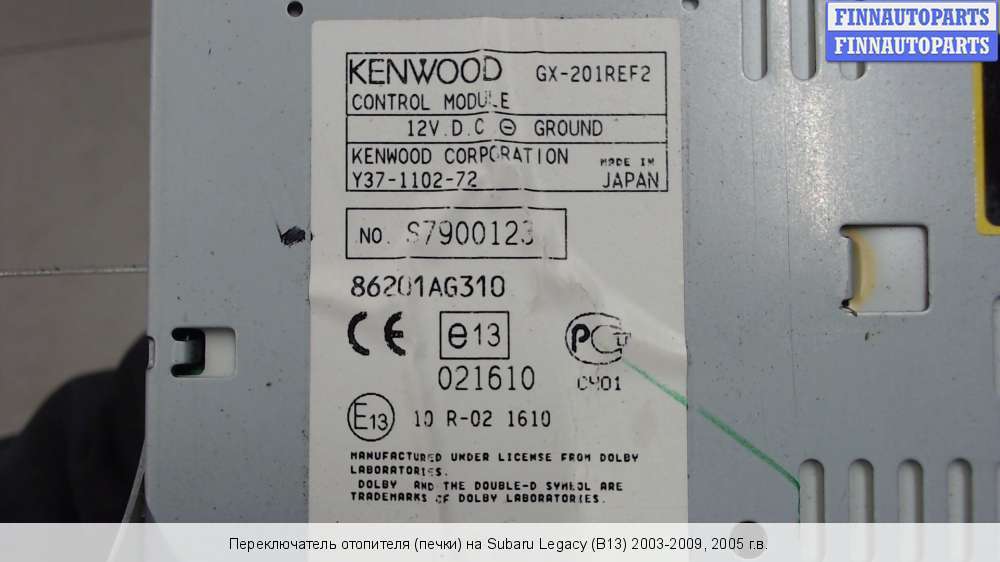 FINNAUTOPARTS
FINNAUTOPARTS
KENWOOD GX-201REF2
CONTROL MODULE
12V.D.C ⊖ GROUND
KENWOOD CORPORATION MADE IN
Y37-1102-72 JAPAN
NO. S7900123
86201AG310
CE e13
021610 СЧ01
E13 10 R-02 1610
MANUFACTURED UNDER LICENSE FROM DOLBY
LABORATORIES.
DOLBY AND THE DOUBLE-D SYMBOL ARE
TRADEMARKS OF DOLBY LABORATORIES.
Переключатель отопителя (печки) на Subaru Legacy (B13) 2003-2009, 2005 г.в.